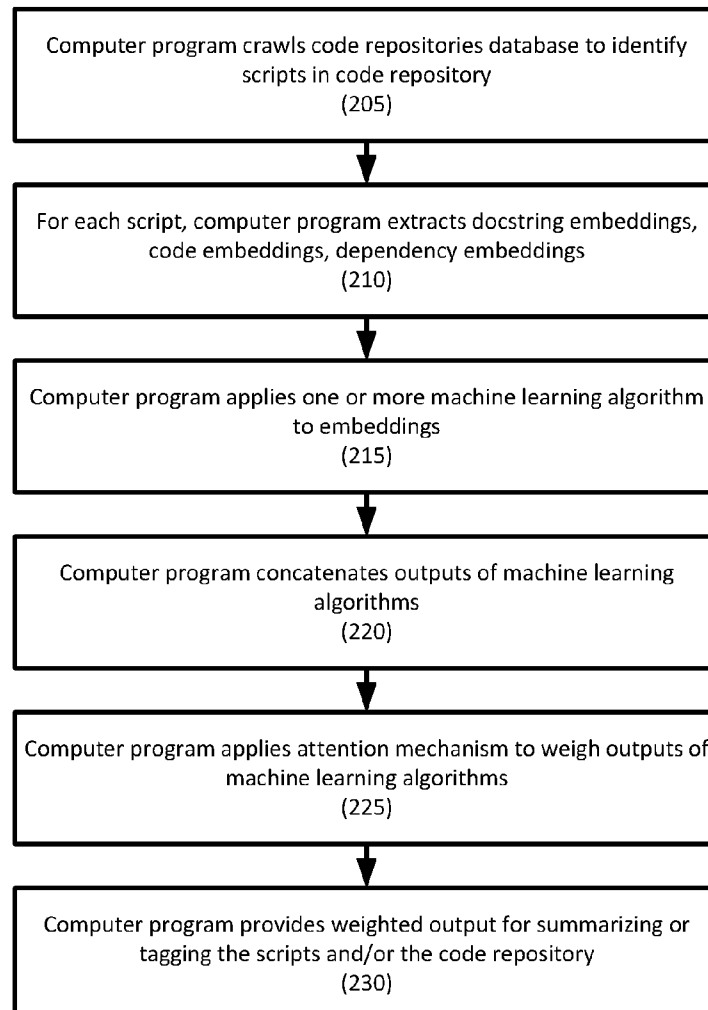 Computer program crawls code repositories database to identify
scripts in code repository
(205)
For each script, computer program extracts docstring embeddings,
code embeddings, dependency embeddings
(210)
Computer program applies one or more machine learning algorithm
to embeddings
(215)
Computer program concatenates outputs of machine learning
algorithms
(220)
Computer program applies attention mechanism to weigh outputs of
machine learning algorithms
(225)
Computer program provides weighted output for summarizing or
tagging the scripts and/or the code repository
(230)